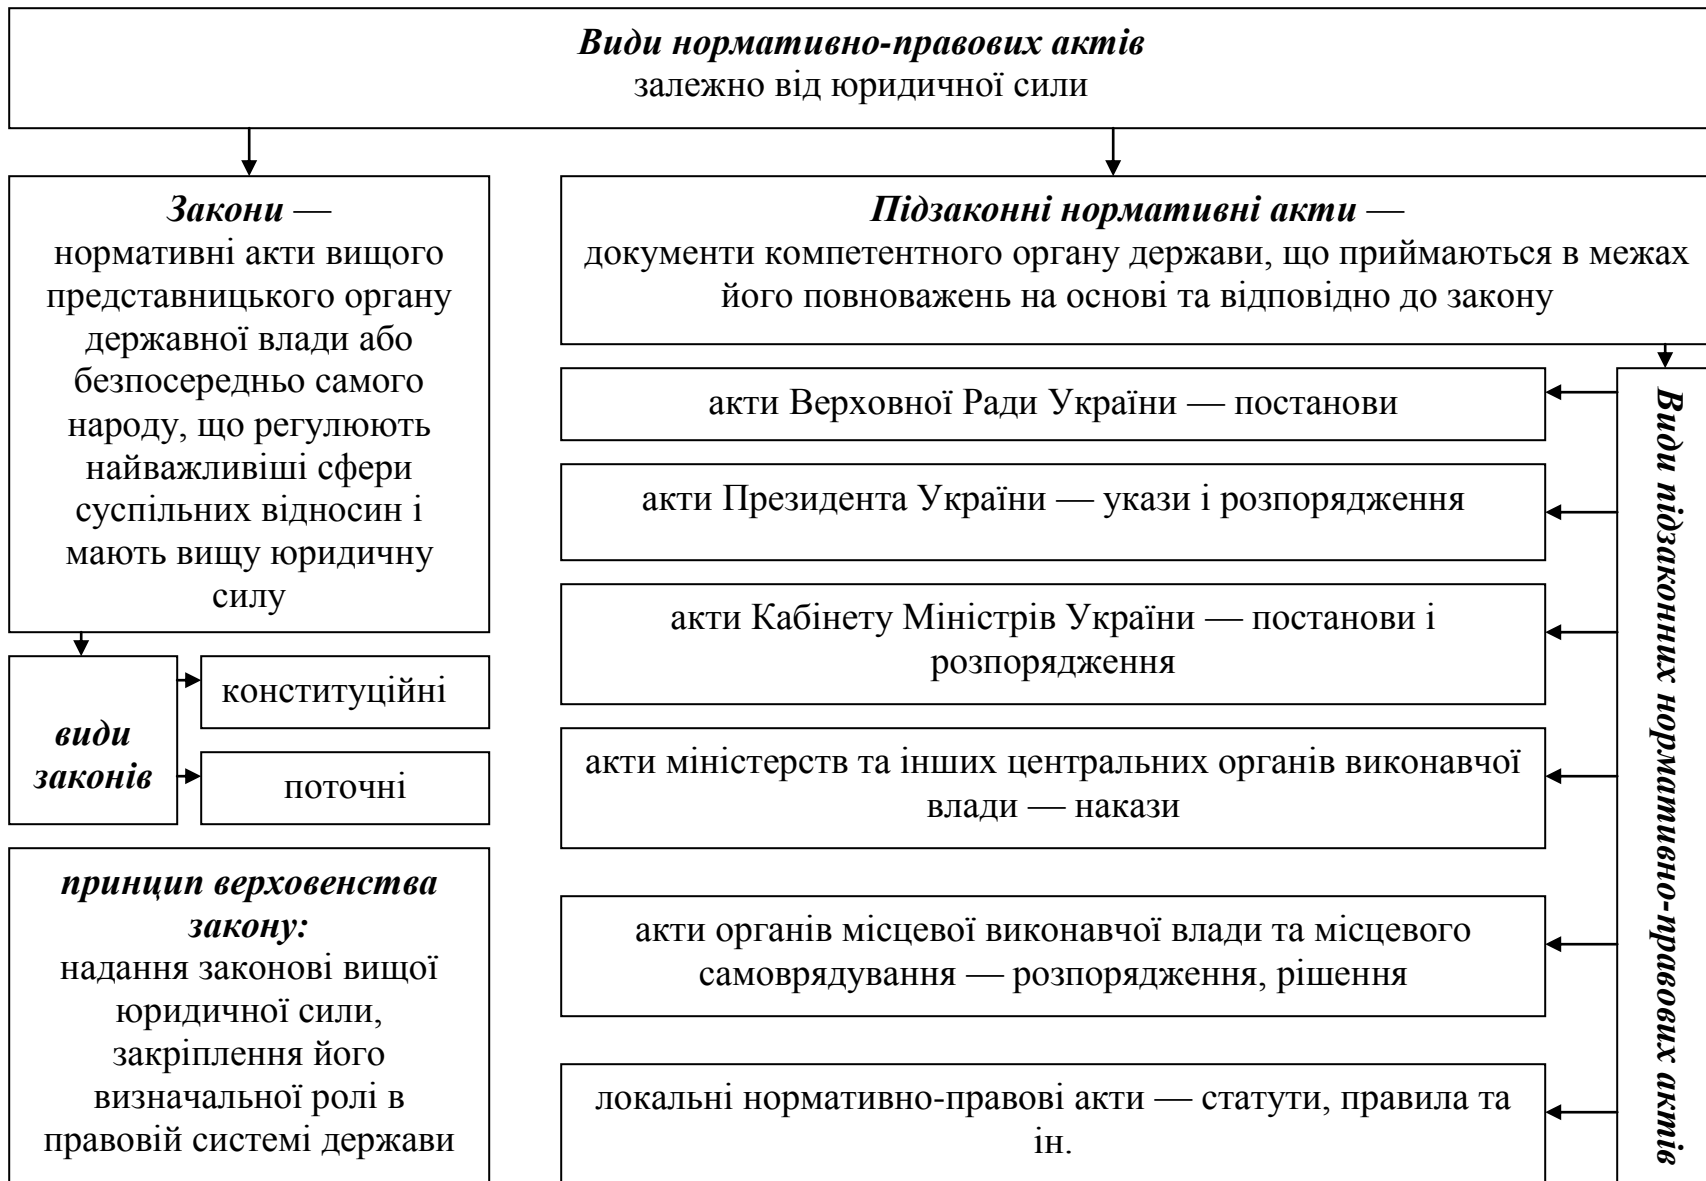 Види нормативно-правових актів
залежно від юридичної сили
Закони —
нормативні акти вищого
представницького органу
державної влади або
безпосередньо самого
народу, що регулюють
найважливіші сфери
суспільних відносин і
мають вищу юридичну
силу
види
законів
конституційні
поточні
принцип верховенства
закону:
надання законові вищої
юридичної сили,
закріплення його
визначальної ролі в
правовій системі держави
Підзаконні нормативні акти —
документи компетентного органу держави, що приймаються в межах
його повноважень на основі та відповідно до закону
Види підзаконних нормативно-правових актів
акти Верховної Ради України — постанови
акти Президента України — укази і розпорядження
акти Кабінету Міністрів України — постанови і
розпорядження
акти міністерств та інших центральних органів виконавчої
влади — накази
акти органів місцевої виконавчої влади та місцевого
самоврядування — розпорядження, рішення
локальні нормативно-правові акти — статути, правила та
ін.